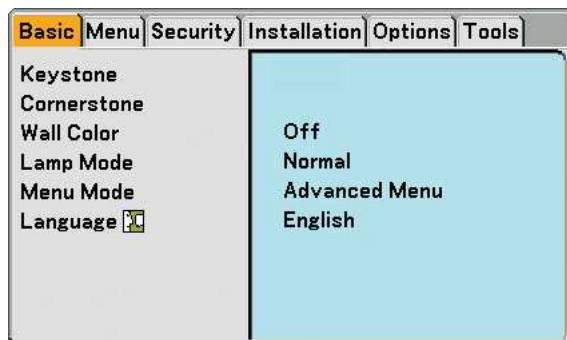 Basic Menu Security Installation Options Tools
Keystone
Cornerstone
Wall Color Off
Lamp Mode Normal
Menu Mode Advanced Menu
Language English